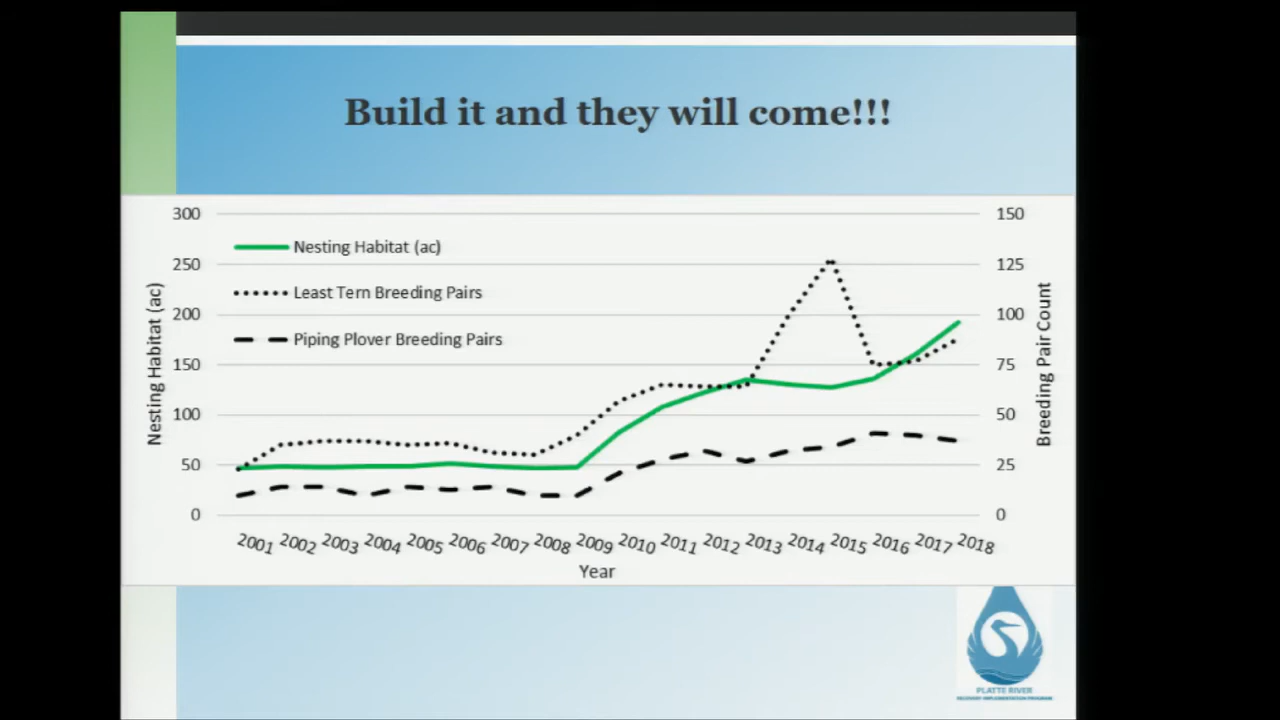 Build it and they will come!!!
300
250
200
150
100
50
0
Nesting Habitat (ac)
Nesting Habitat (ac)
Least Tern Breeding Pairs
Piping Plover Breeding Pairs
150
125
100
75
50
25
0
Breeding Pair Count
2001 2002 2003 2004 2005 2006 2007 2008 2009 2010 2011 2012 2013 2014 2015 2016 2017 2018
Year
PLATTE RIVER
RECOVERY IMPLEMENTATION PROGRAM